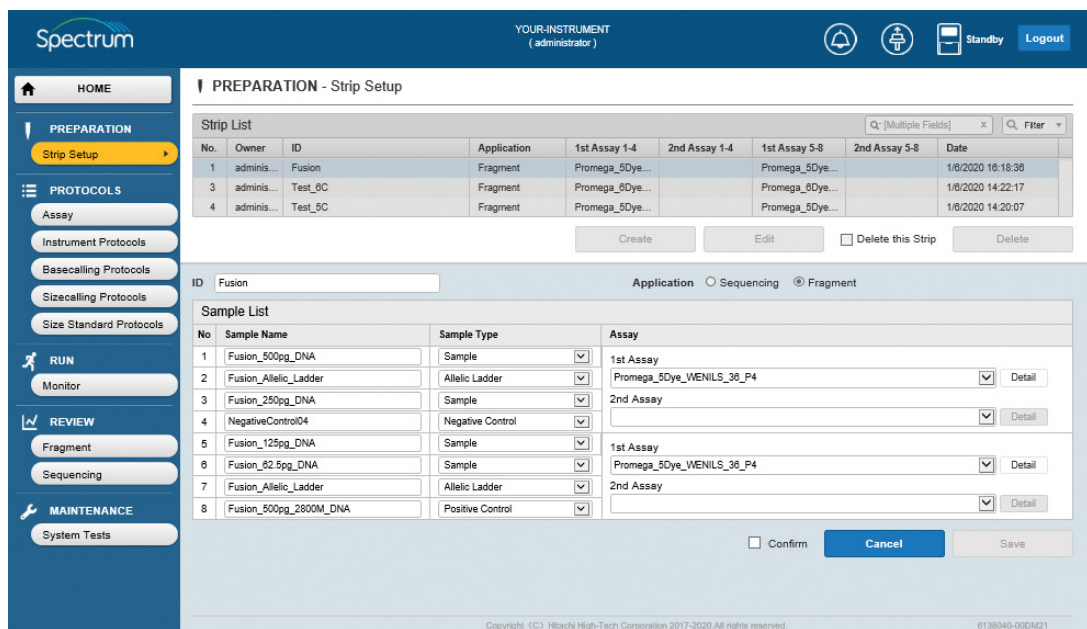 Spectrum
YOUR-INSTRUMENT
( administrator )
Standby
Logout
HOME
PREPARATION
Strip Setup
PROTOCOLS
Assay
Instrument Protocols
Basecalling Protocols
Sizecalling Protocols
Size Standard Protocols
RUN
Monitor
REVIEW
Fragment
Sequencing
MAINTENANCE
System Tests
PREPARATION - Strip Setup
Strip List
[Multiple Fields] x Filter
No. Owner ID Application 1st Assay 1-4 2nd Assay 1-4 1st Assay 5-8 2nd Assay 5-8 Date
1 adminis... Fusion Fragment Promega_5Dye... Promega_5Dye... 1/6/2020 16:18:36
3 adminis... Test_6C Fragment Promega_6Dye... Promega_6Dye... 1/6/2020 14:22:17
4 adminis... Test_5C Fragment Promega_5Dye... Promega_5Dye... 1/6/2020 14:20:07
Create Edit Delete this Strip Delete
ID Fusion Application Sequencing Fragment
Sample List
No Sample Name Sample Type Assay
1 Fusion_500pg_DNA Sample
2 Fusion_Allelic_Ladder Allelic Ladder
3 Fusion_250pg_DNA Sample
4 NegativeControl04 Negative Control
5 Fusion_125pg_DNA Sample
6 Fusion_62.5pg_DNA Sample
7 Fusion_Allelic_Ladder Allelic Ladder
8 Fusion_500pg_2800M_DNA Positive Control
1st Assay
Promega_5Dye_WENILS_36_P4 Detail
2nd Assay
Detail
1st Assay
Promega_5Dye_WENILS_36_P4 Detail
2nd Assay
Detail
Confirm Cancel Save
Copyright (C) Hitachi High-Tech Corporation 2017-2020.All rights reserved. 6138040-00DM21